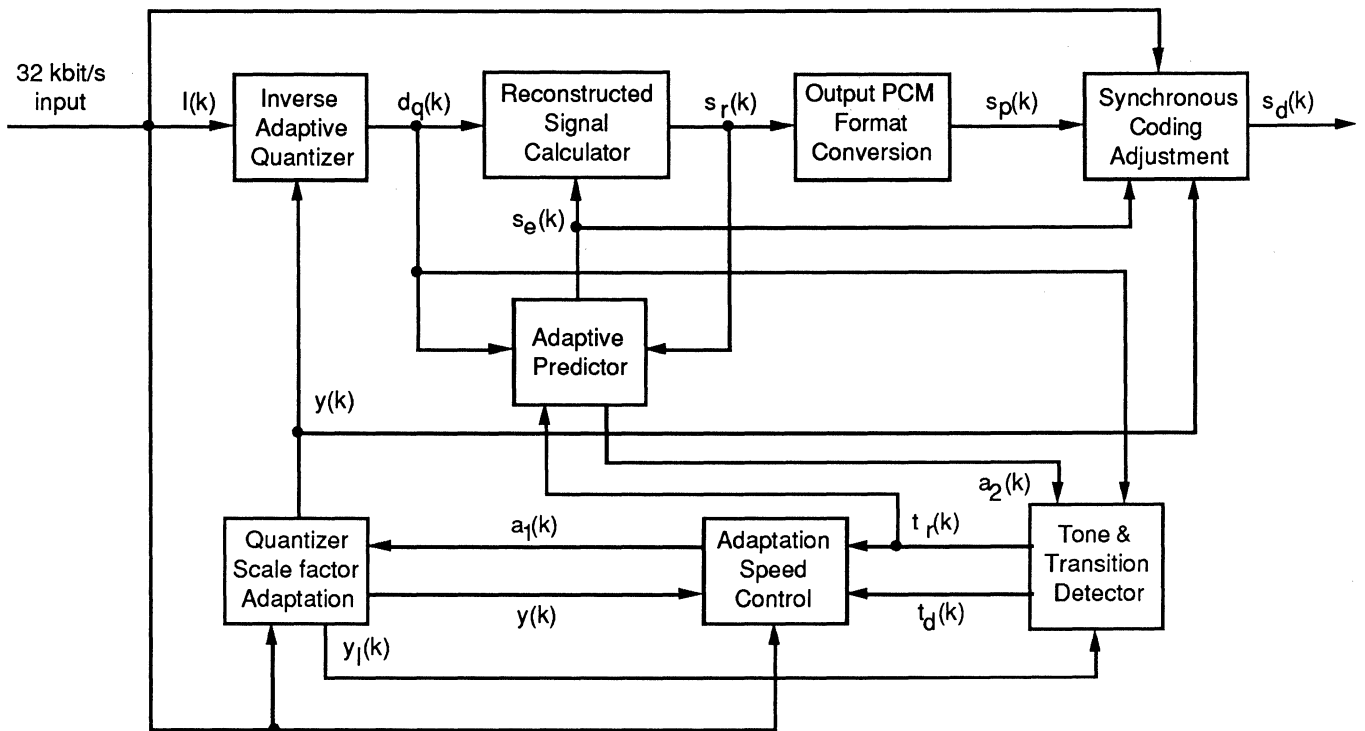 32 kbit/s
input
I(k)
Inverse
Adaptive
Quantizer
dq(k)
Reconstructed
Signal
Calculator
sr(k)
Output PCM
Format
Conversion
sp(k)
Synchronous
Coding
Adjustment
sd(k)
se(k)
Adaptive
Predictor
y(k)
a2(k)
Quantizer
Scale factor
Adaptation
a1(k)
y(k)
Adaptation
Speed
Control
tr(k)
td(k)
Tone &
Transition
Detector
yl(k)